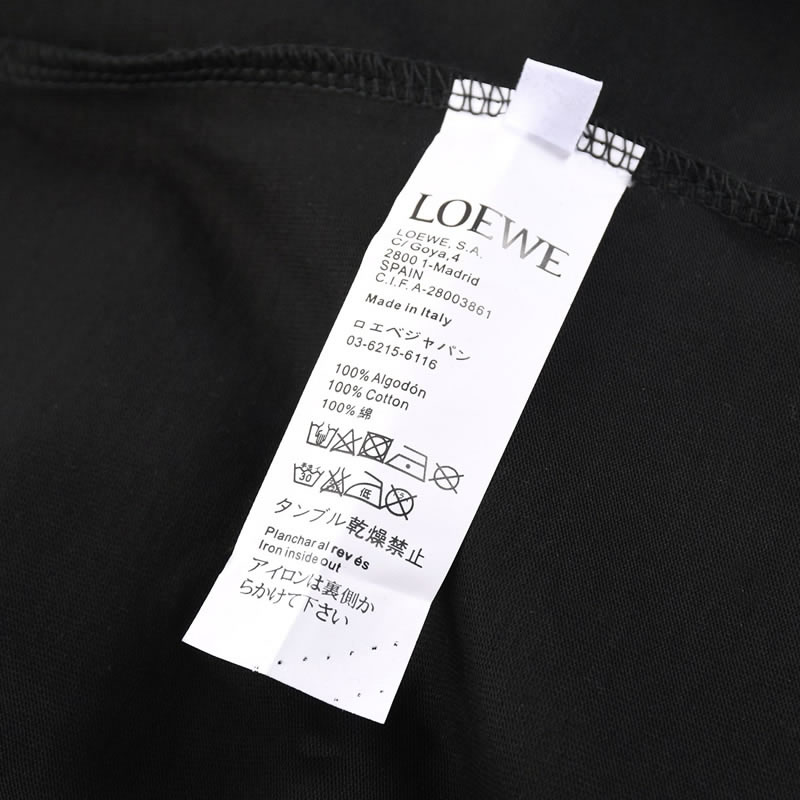 LOEWE
LOEWE, S.A.
C/ Goya,4
2800 1-Madrid
SPAIN
C.I.F. A-28003861
Made in Italy
ロエベジャパン
03-6215-6116
100% Algodón
100% Cotton
100% 綿
30
低
タンブル乾燥禁止
Planchar al revés
Iron inside out
アイロンは裏側か
らかけて下さい